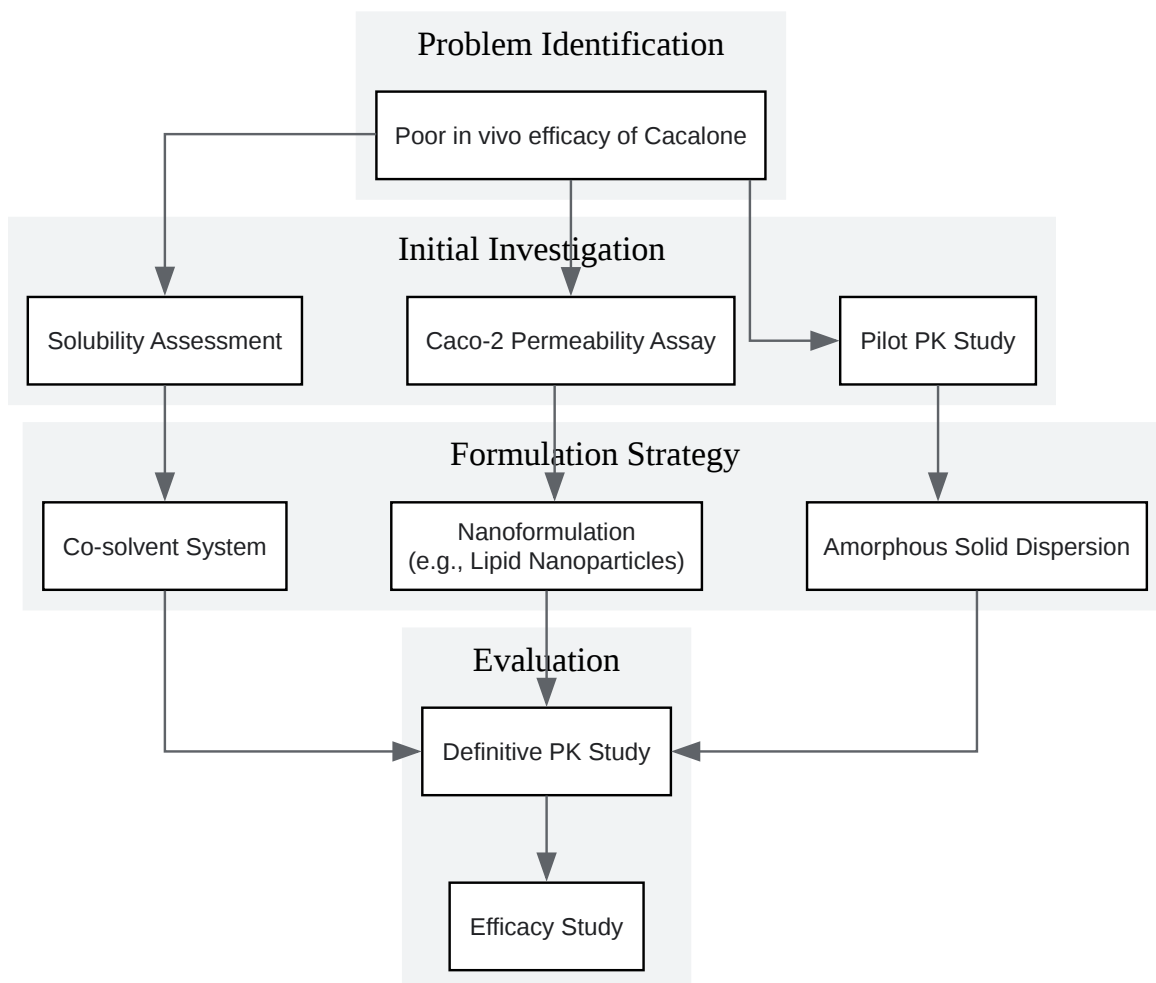 Problem Identification
Poor in vivo efficacy of Cacalone
Initial Investigation
Solubility Assessment
Caco-2 Permeability Assay
Pilot PK Study
Formulation Strategy
Co-solvent System
Nanoformulation
(e.g., Lipid Nanoparticles)
Amorphous Solid Dispersion
Evaluation
Definitive PK Study
Efficacy Study